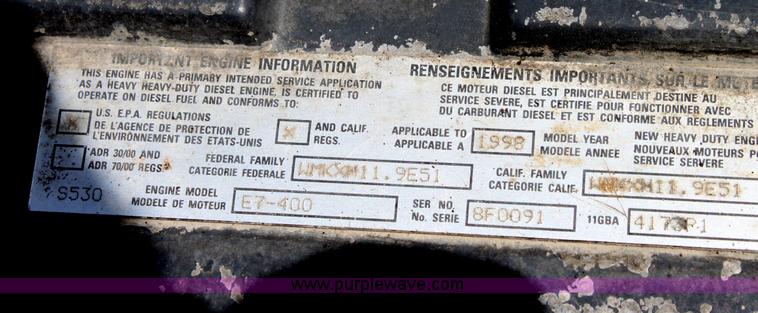 IMPORTANT ENGINE INFORMATION
THIS ENGINE HAS A PRIMARY INTENDED SERVICE APPLICATION
AS A HEAVY HEAVY-DUTY DIESEL ENGINE, IS CERTIFIED TO
OPERATE ON DIESEL FUEL AND CONFORMS TO:
X U.S. E.P.A. REGULATIONS
DE L'AGENCE DE PROTECTION DE
L'ENVIRONNEMENT DES ETATS-UNIS
X AND CALIF.
REGS.
ADR 30/00 AND
ADR 70/00 REGS
RENSEIGNEMENTS IMPORTANTS SUR LE
CE MOTEUR DIESEL EST PRINCIPALEMENT DESTINE AU
SERVICE SEVERE, EST CERTIFIE POUR FONCTIONNER AVEC
DU CARBURANT DIESEL ET EST CONFORME AUX REGLEMENTS
APPLICABLE TO
APPLICABLE A
1998
MODEL YEAR
MODELE ANNEE
NEW HEAVY DUTY
NOUVEAUX MOTEURS
SERVICE SERVERE
FEDERAL FAMILY
CATEGORIE FEDERALE
WMKXH11.9E51
CALIF. FAMILY
CATEGORIE CALIF.
WMKXH11.9E51
S530
ENGINE MODEL
MODELE DE MOTEUR
E7-400
SER NO.
No. SERIE
8F0091
11GBA
www.purplewave.com